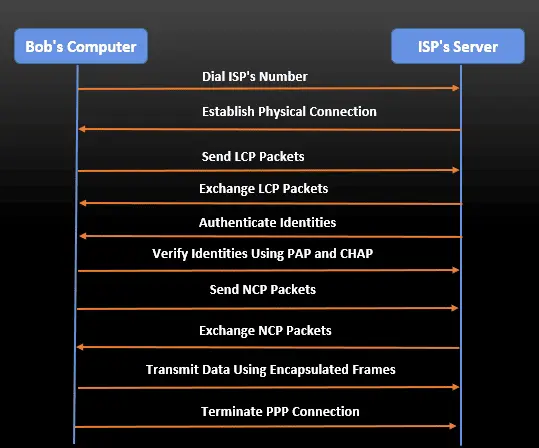 Bob's Computer
ISP's Server
Dial ISP's Number
Establish Physical Connection
Send LCP Packets
Exchange LCP Packets
Authenticate Identities
Verify Identities Using PAP and CHAP
Send NCP Packets
Exchange NCP Packets
Transmit Data Using Encapsulated Frames
Terminate PPP Connection